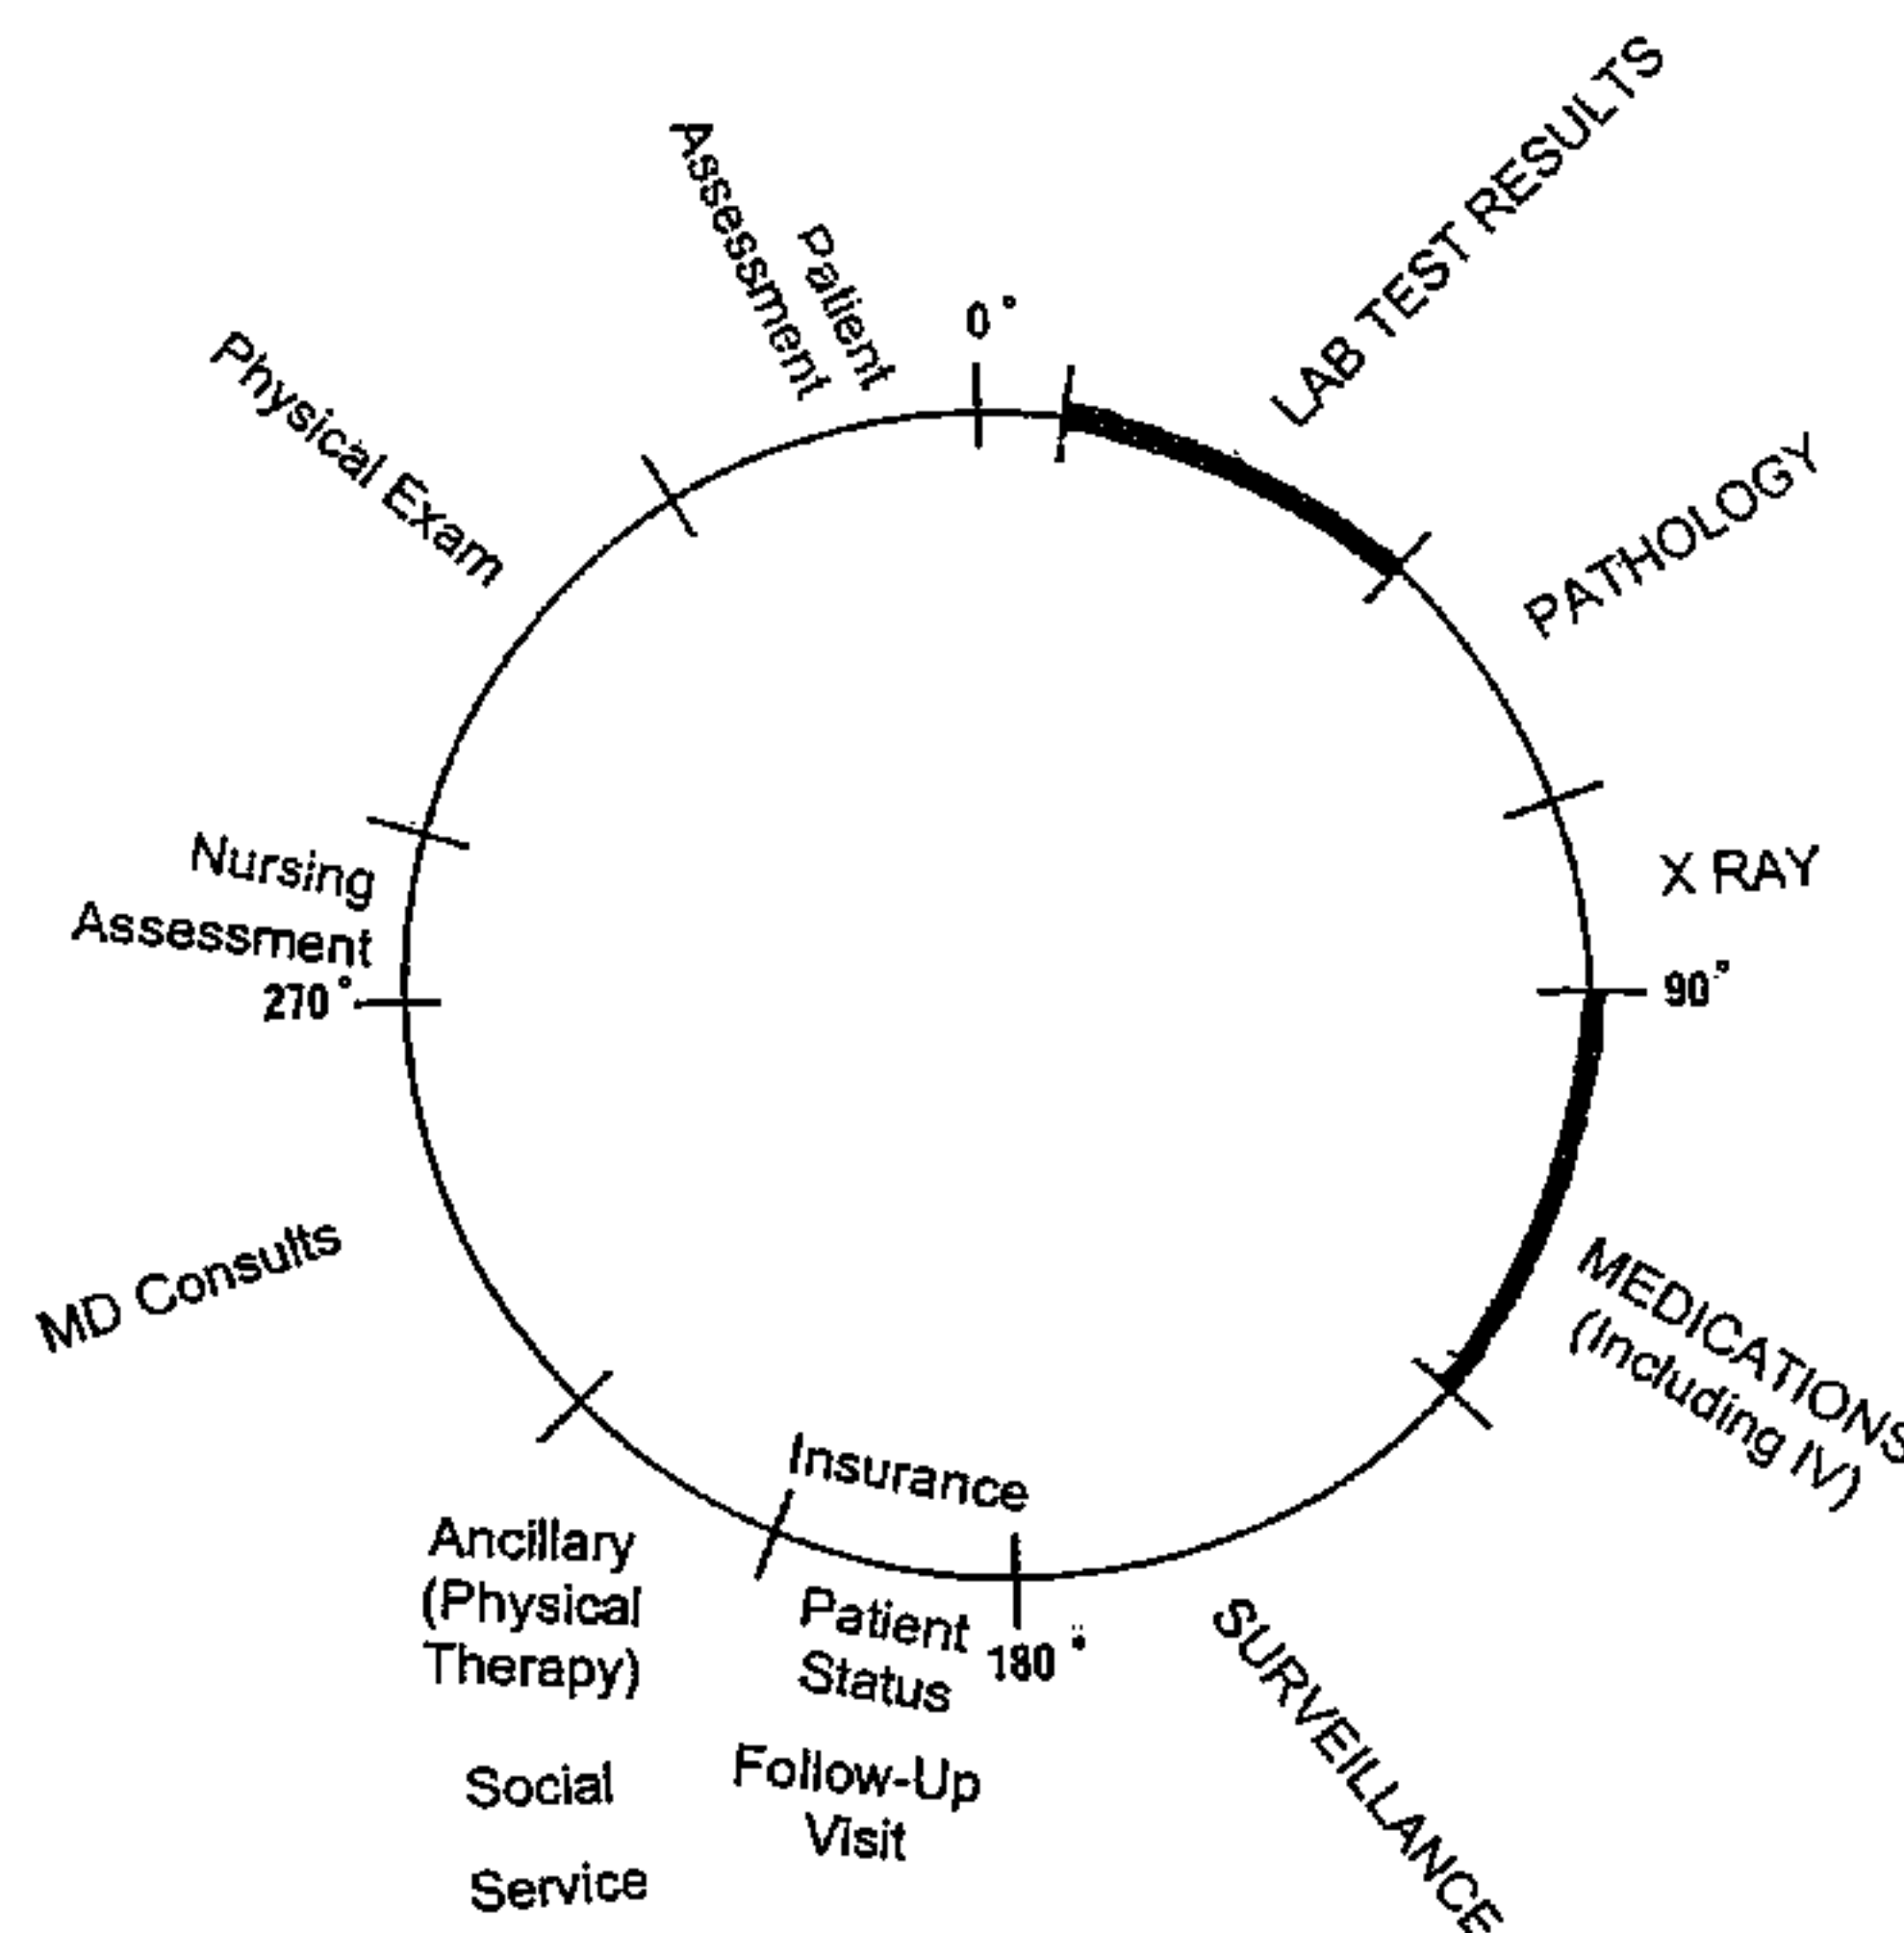 0°
LAB TEST RESULTS
PATHOLOGY
X RAY
90°
MEDICATIONS
(Including IV)
SURVEILLANCE
180°
Insurance
Patient
Status
Follow-Up
Visit
Ancillary
(Physical
Therapy)
Social
Service
MD Consults
270°
Nursing
Assessment
Physical Exam
Patient
Assessment